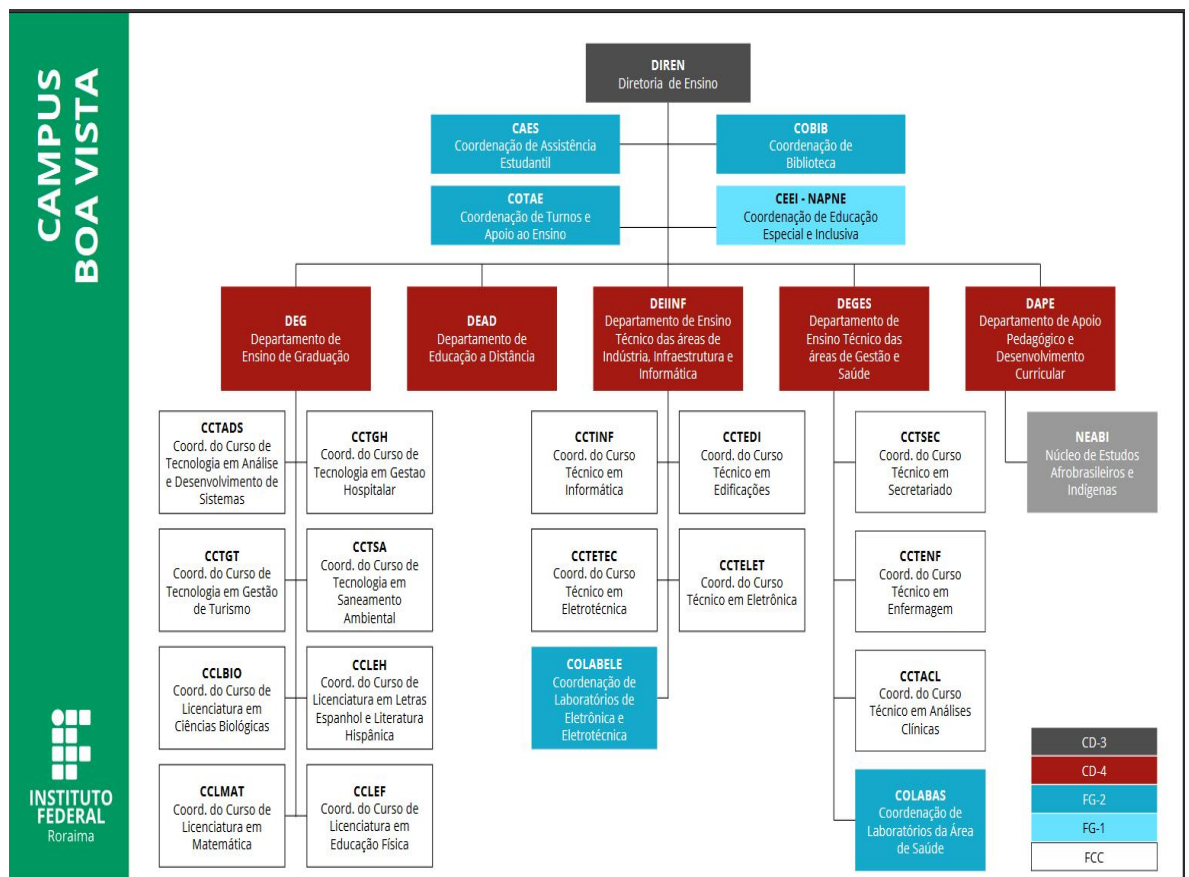 CAMPUS
BOA VISTA
INSTITUTO
FEDERAL
Roraima
DIREN
Diretoria de Ensino
CAES
Coordenação de Assistência
Estudantil
COBIB
Coordenação de
Biblioteca
COTAE
Coordenação de Turnos e
Apoio ao Ensino
CEEI - NAPNE
Coordenação de Educação
Especial e Inclusiva
DEG
Departamento de
Ensino de Graduação
DEAD
Departamento de
Educação a Distância
DEIINF
Departamento de Ensino
Técnico das áreas de
Indústria, Infraestrutura e
Informática
DEGES
Departamento de
Ensino Técnico das
áreas de Gestão e
Saúde
DAPE
Departamento de Apoio
Pedagógico e
Desenvolvimento
Curricular
CCTADS
Coord. do Curso de
Tecnologia em Análise
e Desenvolvimento de
Sistemas
CCTGH
Coord. do Curso de
Tecnologia em Gestao
Hospitalar
CCTINF
Coord. do Curso
Técnico em
Informática
CCTEDI
Coord. do Curso
Técnico em
Edificações
CCTSEC
Coord. do Curso
Técnico em
Secretariado
NEABI
Núcleo de Estudos
Afrobrasileiros e
Indígenas
CCTGT
Coord. do Curso de
Tecnologia em Gestão
de Turismo
CCTSA
Coord. do Curso de
Tecnologia em
Saneamento
Ambiental
CCTETEC
Coord. do Curso
Técnico em
Eletrotécnica
CCTELET
Coord. do Curso
Técnico em Eletrônica
CCTENF
Coord. do Curso
Técnico em
Enfermagem
CCLBIO
Coord. do Curso de
Licenciatura em
Ciências Biológicas
CCLEH
Coord. do Curso de
Licenciatura em Letras
Espanhol e Literatura
Hispânica
COLABELE
Coordenação de
Laboratórios de
Eletrônica e
Eletrotécnica
CCTACL
Coord. do Curso
Técnico em Análises
Clínicas
CCLMAT
Coord. do Curso de
Licenciatura em
Matemática
CCLEF
Coord. do Curso de
Licenciatura em
Educação Física
COLABAS
Coordenação de
Laboratórios da Área
de Saúde
CD-3
CD-4
FG-2
FG-1
FCC